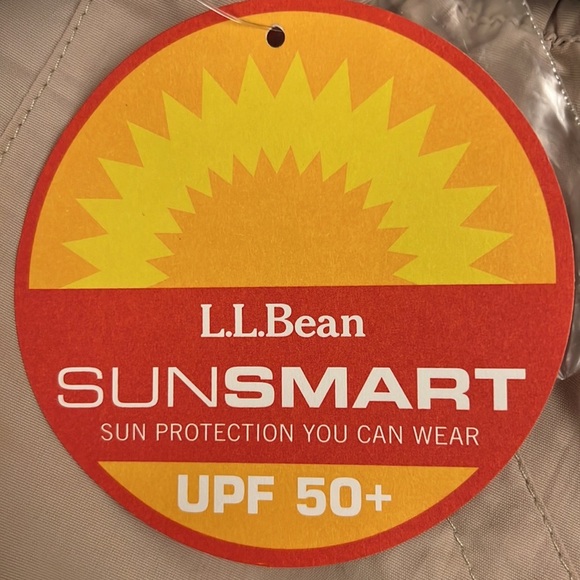 L.L.Bean
SUNSMART
SUN PROTECTION YOU CAN WEAR
UPF 50+